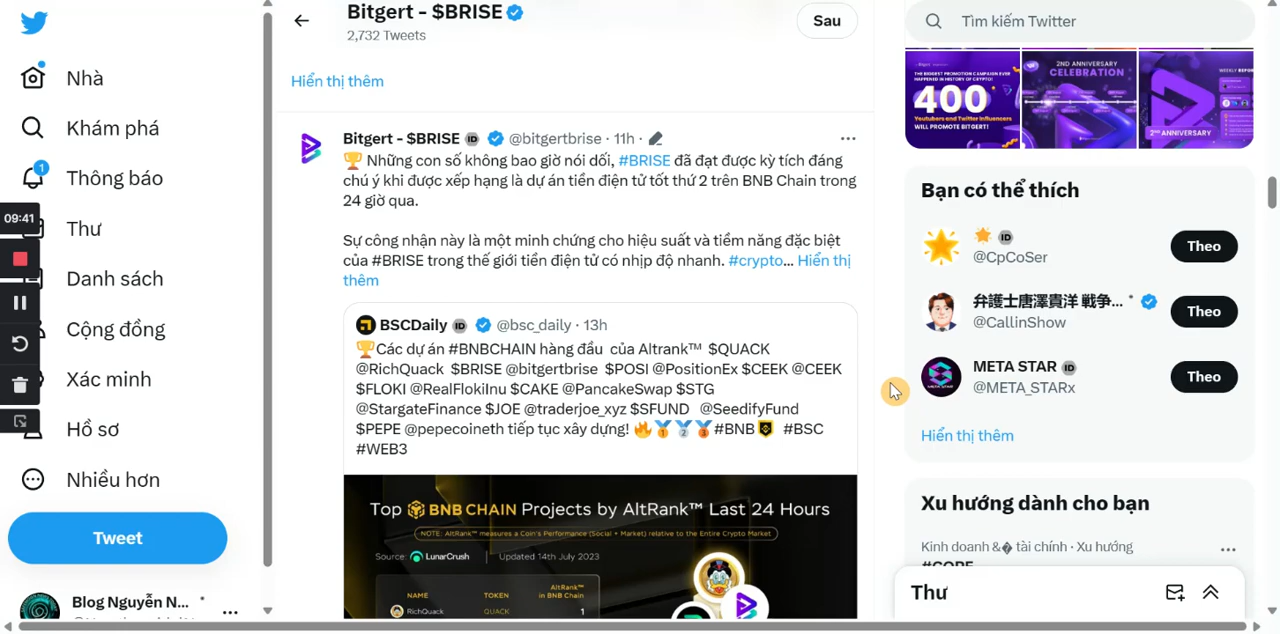 Nhà
Khám phá
1
Thông báo
09:41
Thư
Danh sách
Cộng đồng
Xác minh
Hồ sơ
Nhiều hơn
Tweet
Blog Nguyễn N...
Bitgert - $BRISE
2,732 Tweets
Sau
Hiển thị thêm
Bitgert - $BRISE ID @bitgertbrise · 11h ·
Những con số không bao giờ nói dối, #BRISE đã đạt được kỳ tích đáng
chú ý khi được xếp hạng là dự án tiền điện tử tốt thứ 2 trên BNB Chain trong
24 giờ qua.
Sự công nhận này là một minh chứng cho hiệu suất và tiềm năng đặc biệt
của #BRISE trong thế giới tiền điện tử có nhịp độ nhanh. #crypto... Hiển thị
thêm
BSCDaily ID @bsc_daily · 13h
🏆Các dự án #BNBCHAIN hàng đầu của Altrank™ $QUACK
@RichQuack $BRISE @bitgertbrise $POSI @PositionEx $CEEK @CEEK
$FLOKI @RealFlokiInu $CAKE @PancakeSwap $STG
@StargateFinance $JOE @traderjoe_xyz $SFUND @SeedifyFund
$PEPE @pepecoineth tiếp tục xây dựng! 🔥🥇🥈🥉#BNB #BSC
#WEB3
Top BNB CHAIN Projects by AltRank™ Last 24 Hours
NOTE: AltRank™ measures a Coin's Performance (Social + Market) relative to the Entire Crypto Market
Source: LunarCrush | Updated 14th July 2023
NAME TOKEN AltRank™ in BNB Chain
RichQuack QUACK 1
Tìm kiếm Twitter
THE BIGGEST PROMOTION CAMPAIGN EVER
HAPPENED IN HISTORY OF CRYPTO!
400
Youtubers and Twitter Influencers
WILL PROMOTE BITGERT!
2ND ANNIVERSARY
CELEBRATION
2ND ANNIVERSARY
Bạn có thể thích
ID
@CpCoSer
Theo
弁護士唐澤貴洋 戦争...
@CallinShow
Theo
META STAR ID
@META_STARx
Theo
Hiển thị thêm
Xu hướng dành cho bạn
Kinh doanh &� tài chính · Xu hướng
#CORE
Thư